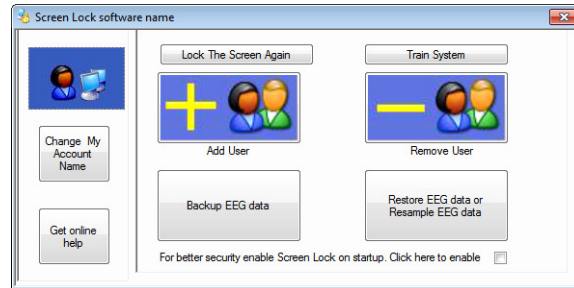 Screen Lock software name
Lock The Screen Again
Train System
Change My
Account
Name
Add User
Remove User
Backup EEG data
Restore EEG data or
Resample EEG data
Get online
help
For better security enable Screen Lock on startup. Click here to enable